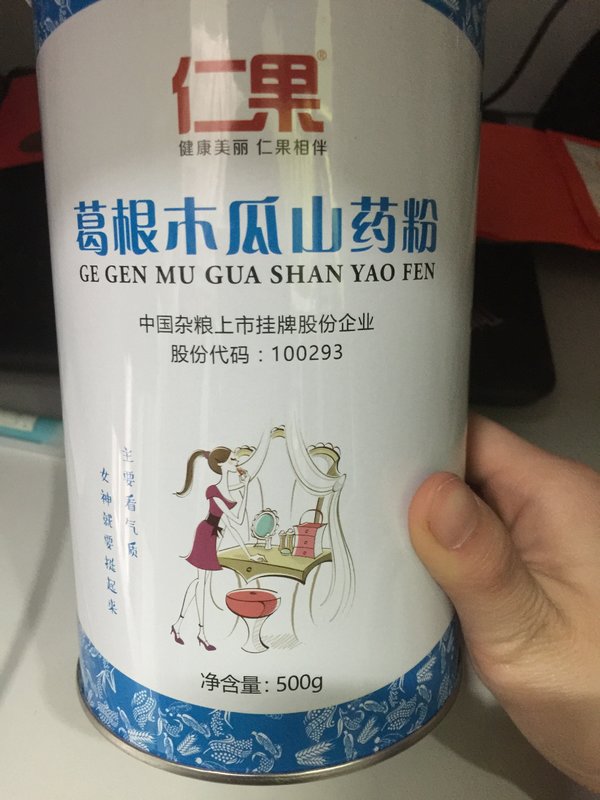 仁果®
健康美丽 仁果相伴
葛根木瓜山药粉
GE GEN MU GUA SHAN YAO FEN
中国杂粮上市挂牌股份企业
股份代码：100293
主要看气质
女神就要挺起来
净含量: 500g